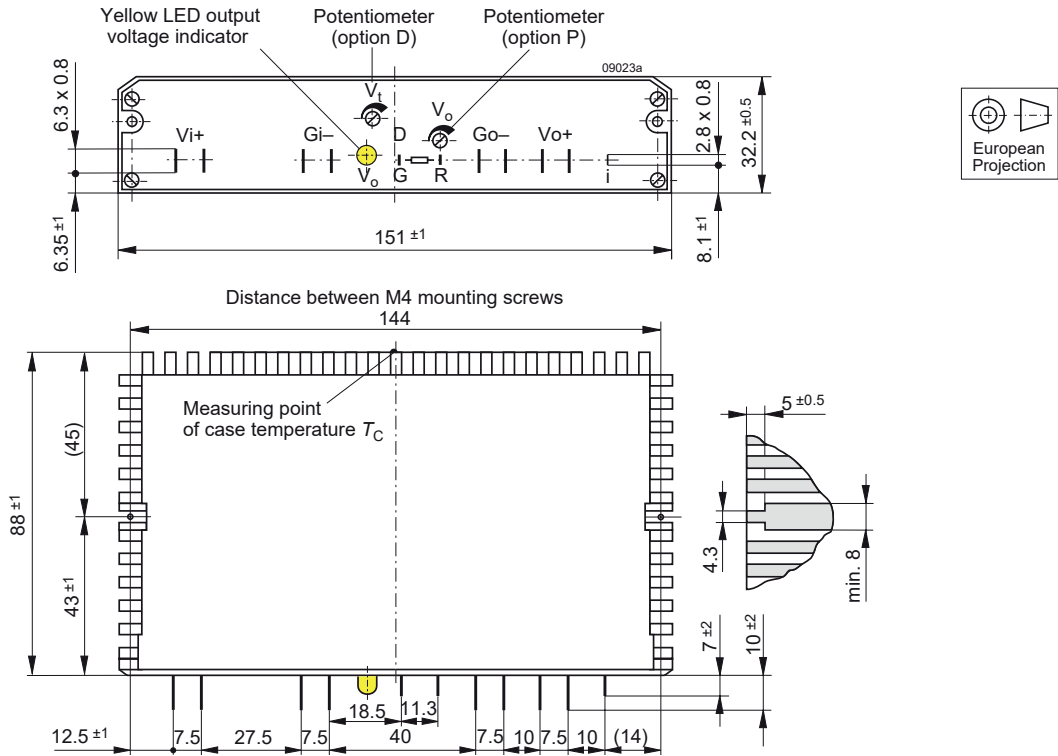 Yellow LED output
voltage indicator
Potentiometer
(option D)
Potentiometer
(option P)
09023a
6.3 x 0.8
Vi+
Gi–
Vt
D
Vo
Go–
Vo+
2.8 x 0.8
32.2 ±0.5
Vo
G
R
i
6.35 ±1
151 ±1
8.1 ±1
European
Projection
Distance between M4 mounting screws
144
Measuring point
of case temperature TC
(45)
88 ±1
43 ±1
5 ±0.5
4.3
min. 8
7 ±2
10 ±2
18.5
11.3
12.5 ±1
7.5
27.5
7.5
40
7.5
10
7.5
10
(14)